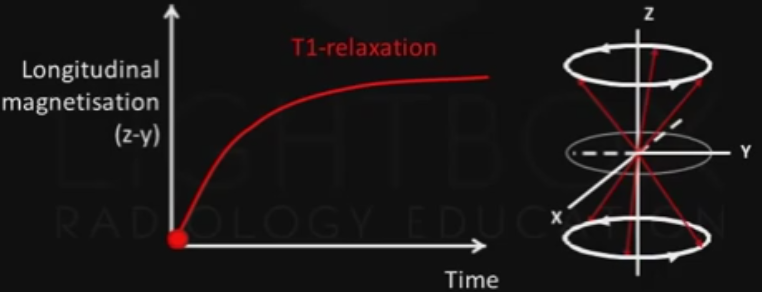 T1-relaxation
Longitudinal
magnetisation
(z-y)
Time
Z
Y
X
LIGHTBOX
RADIOLOGY EDUCATION